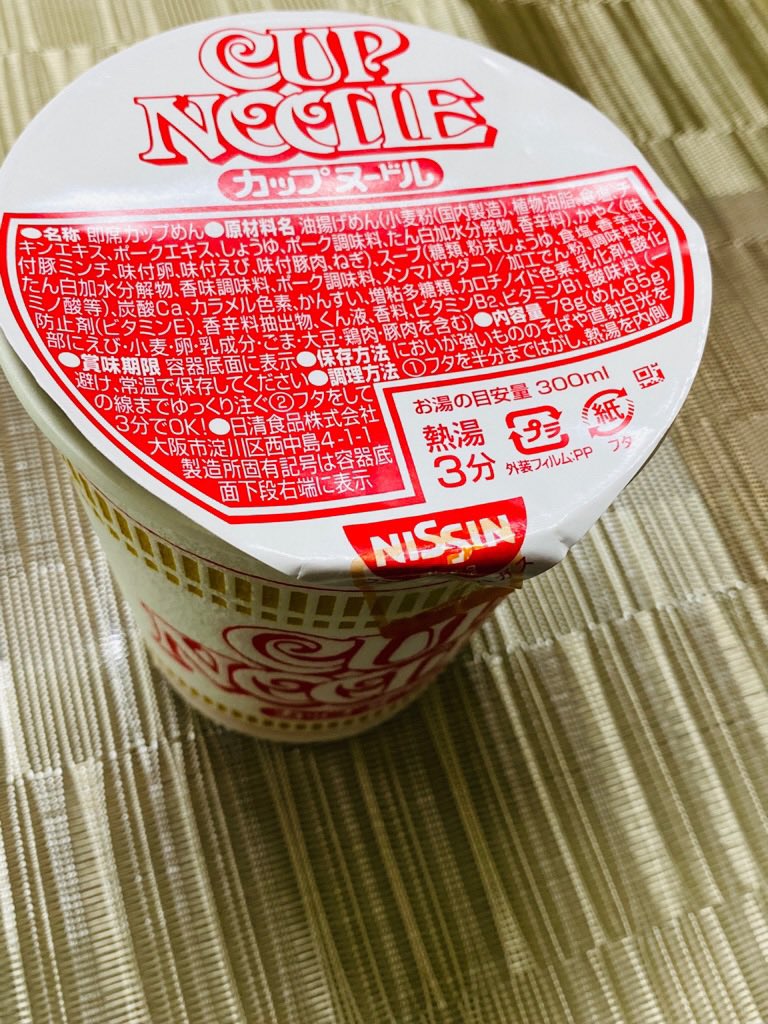 CUP
NOODLE
カップヌードル
●名称 即席カップめん●原材料名 油揚げめん(小麦粉(国内製造)、植物油脂、食塩、チ
キンエキス、ポークエキス、しょうゆ、ポーク調味料、たん白加水分解物、香辛料)、かやく(味
付豚ミンチ、味付卵、味付えび、味付豚肉、ねぎ)、スープ(糖類、粉末しょうゆ、食塩、香辛料、
たん白加水分解物、香味調味料、ポーク調味料、メンマパウダー)/加工でん粉、調味料(ア
ミノ酸等)、炭酸Ca、カラメル色素、かんすい、増粘多糖類、カロチノイド色素、乳化剤、酸化
防止剤(ビタミンE)、香辛料抽出物、くん液、香料、ビタミンB2、ビタミンB1、酸味料、(一
部にえび・小麦・卵・乳成分・ごま・大豆・鶏肉・豚肉を含む)●内容量 78g(めん65g)
●賞味期限 容器底面に表示●保存方法 においが強いもののそばや直射日光を
避け、常温で保存してください●調理方法 ①フタを半分まではがし、熱湯を内側
の線までゆっくり注ぐ②フタをして
3分でOK!●日清食品株式会社
大阪市淀川区西中島4-1-1
製造所固有記号は容器底
面下段右端に表示
お湯の目安量 300ml
熱湯
3分
プラ
外装フィルム:PP
紙
フタ
NISSIN
CUP
NOODLE